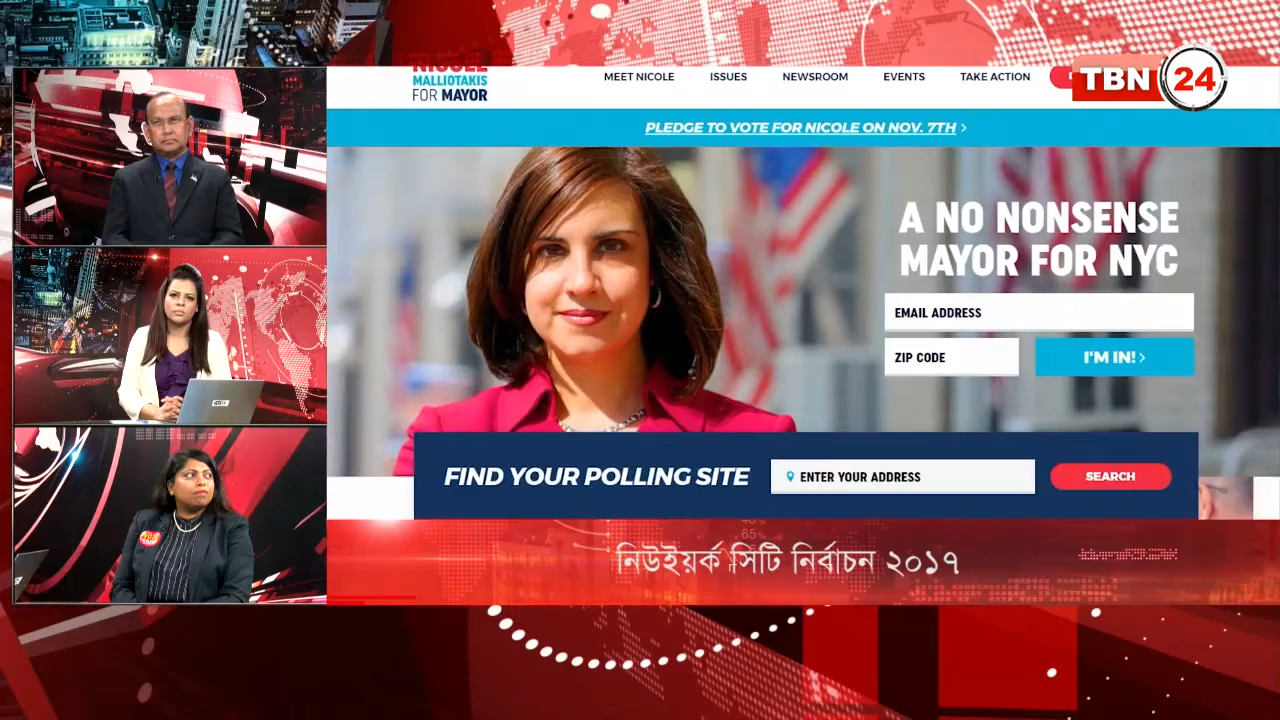 NICOLE
MALLIOTAKIS
FOR MAYOR
MEET NICOLE
ISSUES
NEWSROOM
EVENTS
TAKE ACTION
TBN 24
PLEDGE TO VOTE FOR NICOLE ON NOV. 7TH >
A NO NONSENSE
MAYOR FOR NYC
EMAIL ADDRESS
ZIP CODE
I'M IN! >
FIND YOUR POLLING SITE
ENTER YOUR ADDRESS
SEARCH
65%
নিউইয়র্ক সিটি নির্বাচন ২০১৭